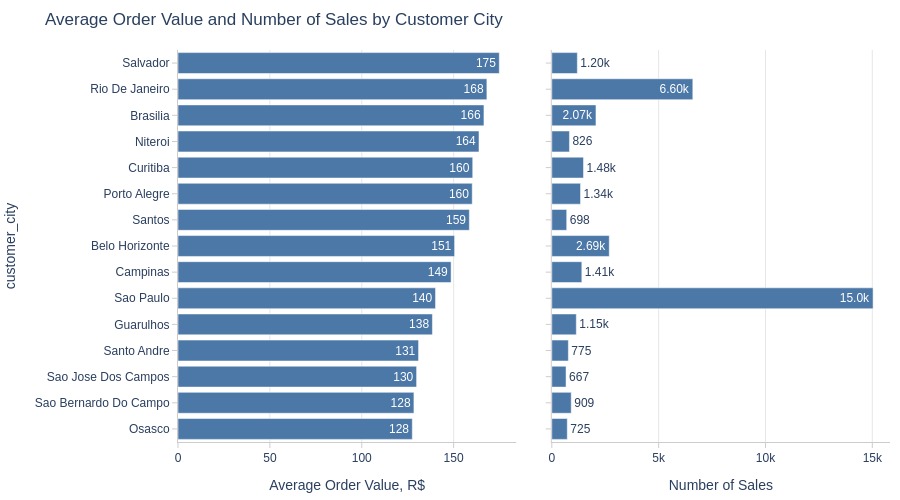 Average Order Value and Number of Sales by Customer City
customer_city
Salvador 175 1.20k
Rio De Janeiro 168 6.60k
Brasilia 166 2.07k
Niteroi 164 826
Curitiba 160 1.48k
Porto Alegre 160 1.34k
Santos 159 698
Belo Horizonte 151 2.69k
Campinas 149 1.41k
Sao Paulo 140 15.0k
Guarulhos 138 1.15k
Santo Andre 131 775
Sao Jose Dos Campos 130 667
Sao Bernardo Do Campo 128 909
Osasco 128 725
0 50 100 150 0 5k 10k 15k
Average Order Value, R$ Number of Sales